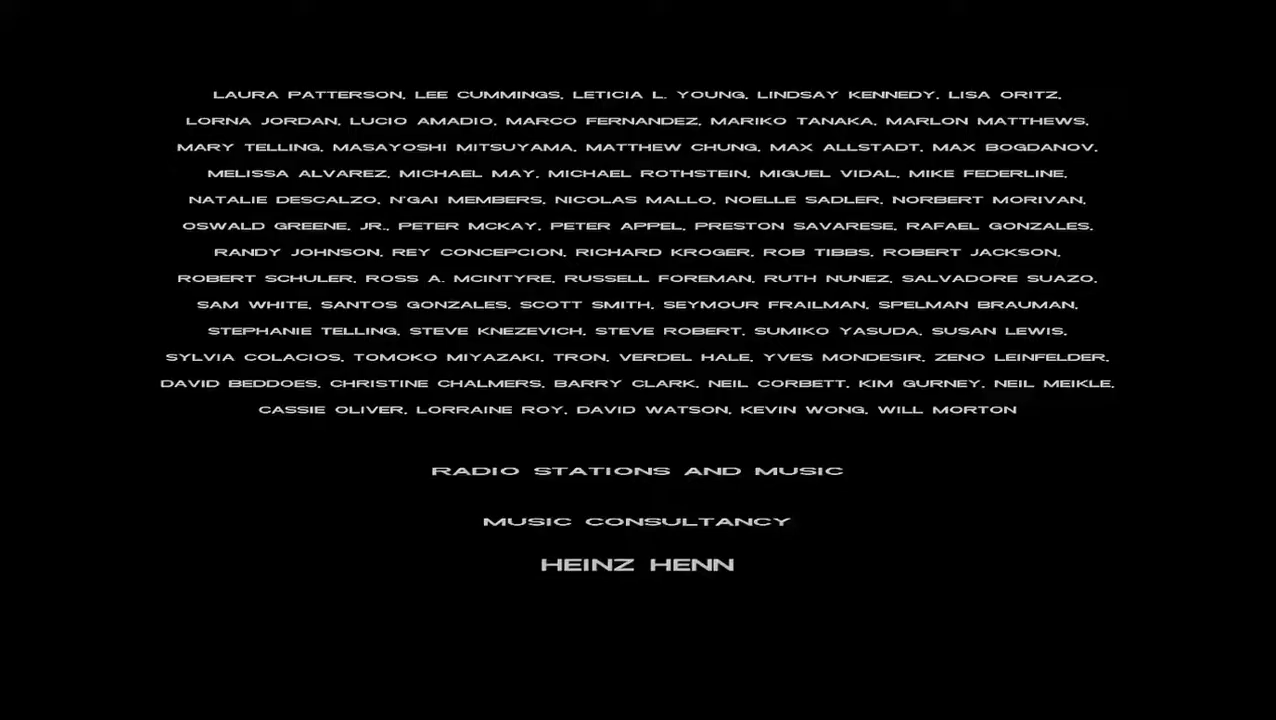 LAURA PATTERSON, LEE CUMMINGS, LETICIA L. YOUNG, LINDSAY KENNEDY, LISA ORITZ,
LORNA JORDAN, LUCIO AMADIO, MARCO FERNANDEZ, MARIKO TANAKA, MARLON MATTHEWS,
MARY TELLING, MASAYOSHI MITSUYAMA, MATTHEW CHUNG, MAX ALLSTADT, MAX BOGDANOV,
MELISSA ALVAREZ, MICHAEL MAY, MICHAEL ROTHSTEIN, MIGUEL VIDAL, MIKE FEDERLINE,
NATALIE DESCALZO, N'GAI MEMBERS, NICOLAS MALLO, NOELLE SADLER, NORBERT MORIVAN,
OSWALD GREENE, JR., PETER MCKAY, PETER APPEL, PRESTON SAVARESE, RAFAEL GONZALES,
RANDY JOHNSON, REY CONCEPCION, RICHARD KROGER, ROB TIBBS, ROBERT JACKSON,
ROBERT SCHULER, ROSS A. MCINTYRE, RUSSELL FOREMAN, RUTH NUNEZ, SALVADORE SUAZO,
SAM WHITE, SANTOS GONZALES, SCOTT SMITH, SEYMOUR FRAILMAN, SPELMAN BRAUMAN,
STEPHANIE TELLING, STEVE KNEZEVICH, STEVE ROBERT, SUMIKO YASUDA, SUSAN LEWIS,
SYLVIA COLACIOS, TOMOKO MIYAZAKI, TRON, VERDEL HALE, YVES MONDESIR, ZENO LEINFELDER,
DAVID BEDDOES, CHRISTINE CHALMERS, BARRY CLARK, NEIL CORBETT, KIM GURNEY, NEIL MEIKLE,
CASSIE OLIVER, LORRAINE ROY, DAVID WATSON, KEVIN WONG, WILL MORTON
RADIO STATIONS AND MUSIC
MUSIC CONSULTANCY
HEINZ HENN